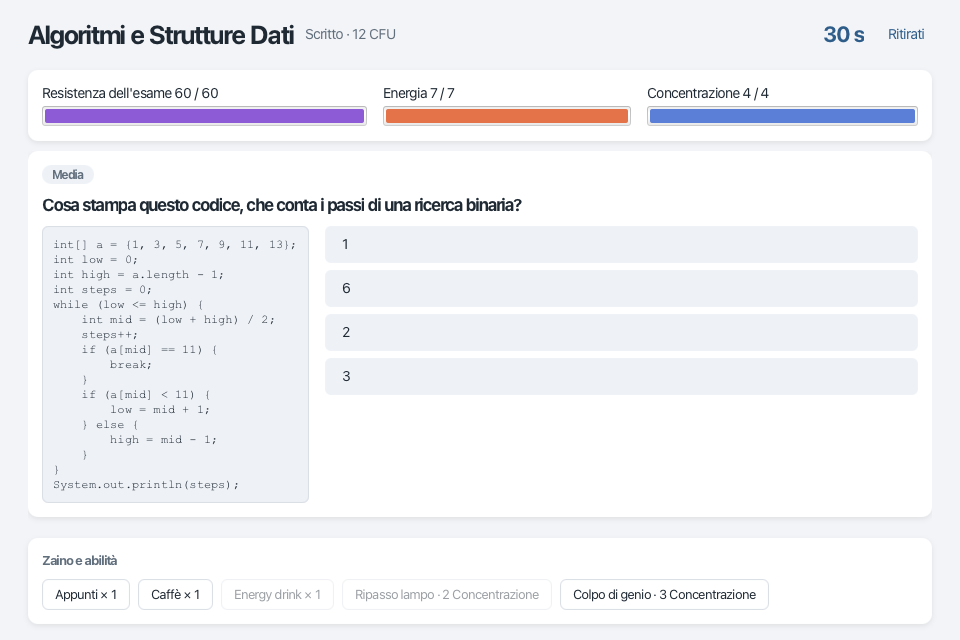 Algoritmi e Strutture Dati
Scritto · 12 CFU
30 s
Ritirati
Resistenza dell'esame 60 / 60
Energia 7 / 7
Concentrazione 4 / 4
Media
Cosa stampa questo codice, che conta i passi di una ricerca binaria?
int[] a = {1, 3, 5, 7, 9, 11, 13};
int low = 0;
int high = a.length - 1;
int steps = 0;
while (low <= high) {
    int mid = (low + high) / 2;
    steps++;
    if (a[mid] == 11) {
        break;
    }
    if (a[mid] < 11) {
        low = mid + 1;
    } else {
        high = mid - 1;
    }
}
System.out.println(steps);
1
6
2
3
Zaino e abilità
Appunti × 1
Caffè × 1
Energy drink × 1
Ripasso lampo · 2 Concentrazione
Colpo di genio · 3 Concentrazione